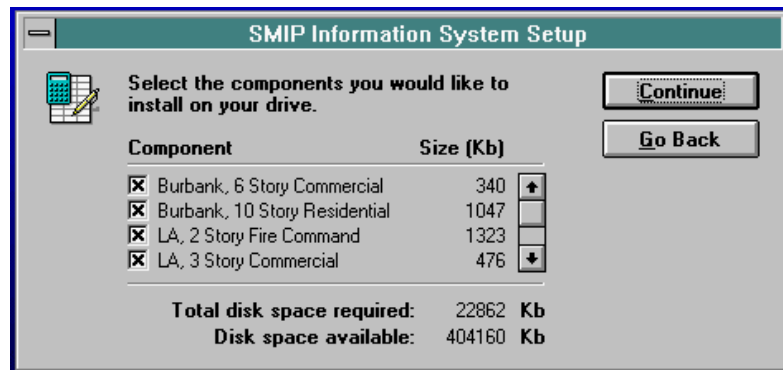 SMIP Information System Setup
Select the components you would like to
install on your drive.
Continue
Go Back
Component Size (Kb)
Burbank, 6 Story Commercial 340
Burbank, 10 Story Residential 1047
LA, 2 Story Fire Command 1323
LA, 3 Story Commercial 476
Total disk space required: 22862 Kb
Disk space available: 404160 Kb